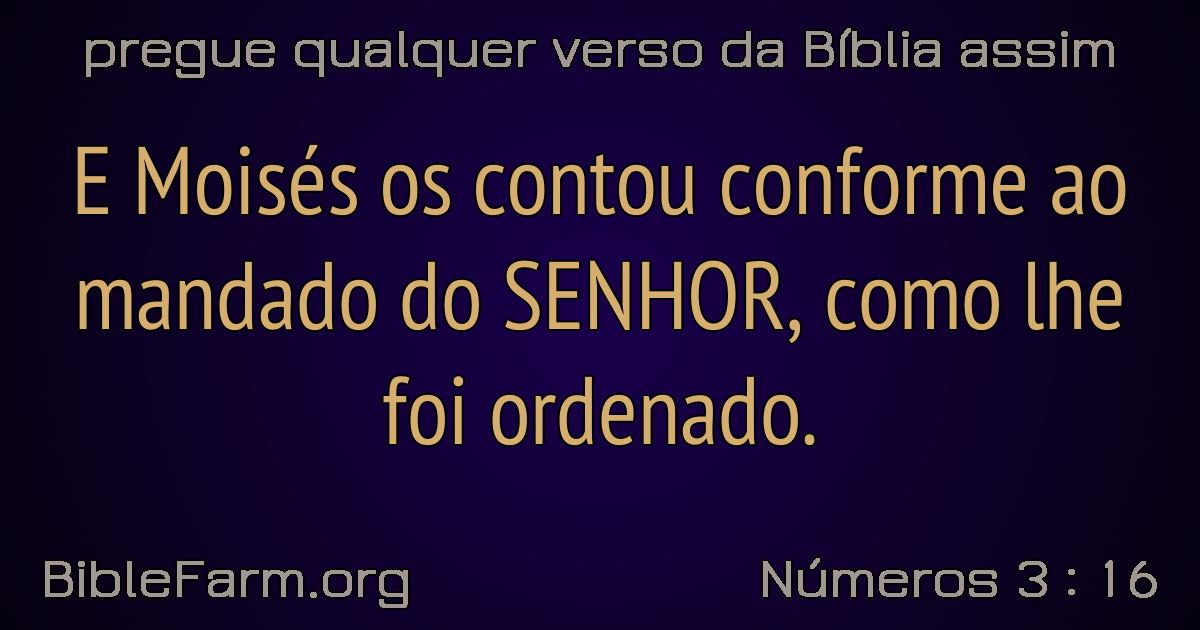 pregue qualquer verso da Bíblia assim
E Moisés os contou conforme ao
mandado do SENHOR, como lhe
foi ordenado.
BibleFarm.org
Números 3 : 16